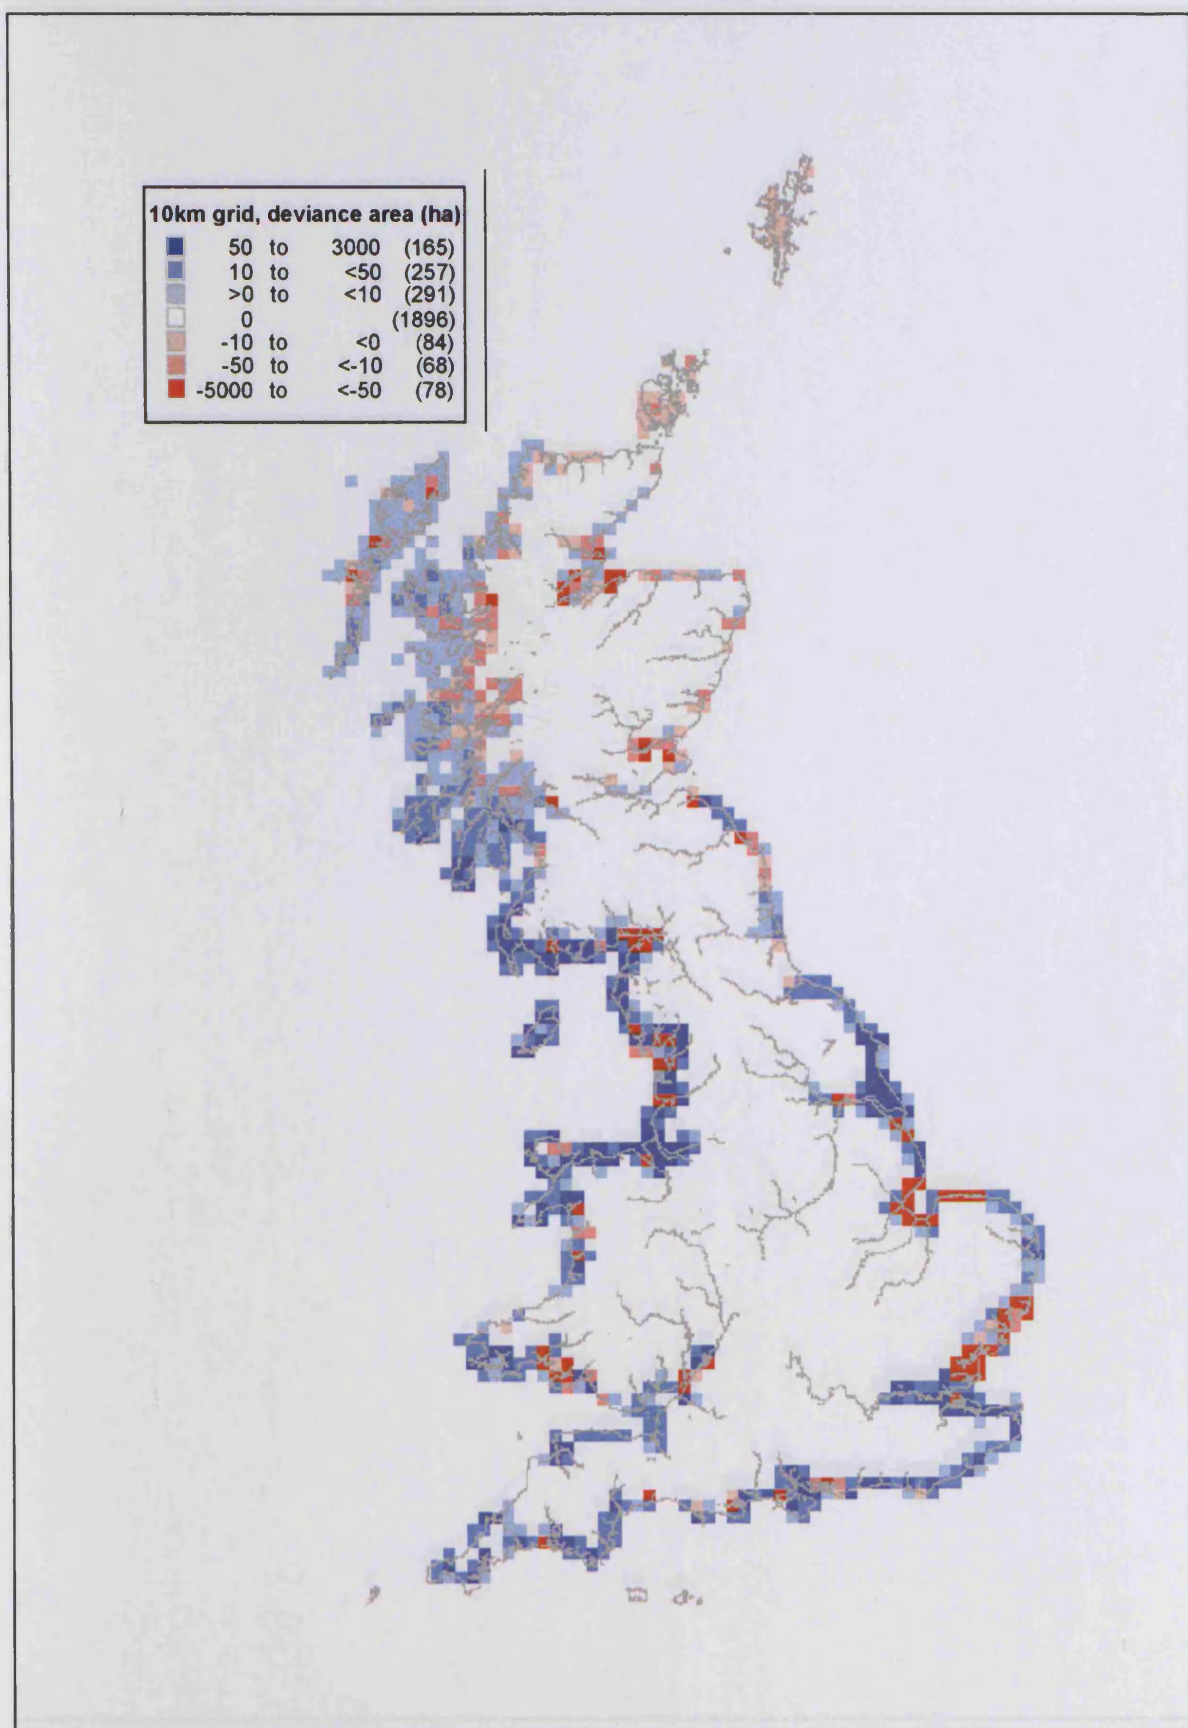 10km grid, deviance area (ha)
50 to 3000 (165)
10 to <50 (257)
>0 to <10 (291)
0 (1896)
-10 to <0 (84)
-50 to <-10 (68)
-5000 to <-50 (78)